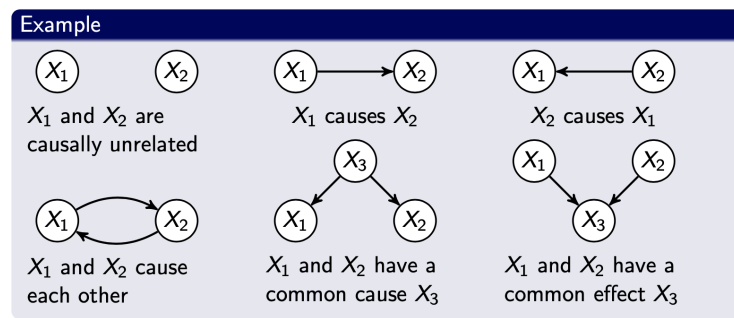 Example
X₁ X₂
X₁ and X₂ are
causally unrelated
X₁ X₂
X₁ causes X₂
X₁ X₂
X₂ causes X₁
X₁ X₂
X₁ and X₂ cause
each other
X₃
X₁ X₂
X₁ and X₂ have a
common cause X₃
X₁ X₂
X₃
X₁ and X₂ have a
common effect X₃